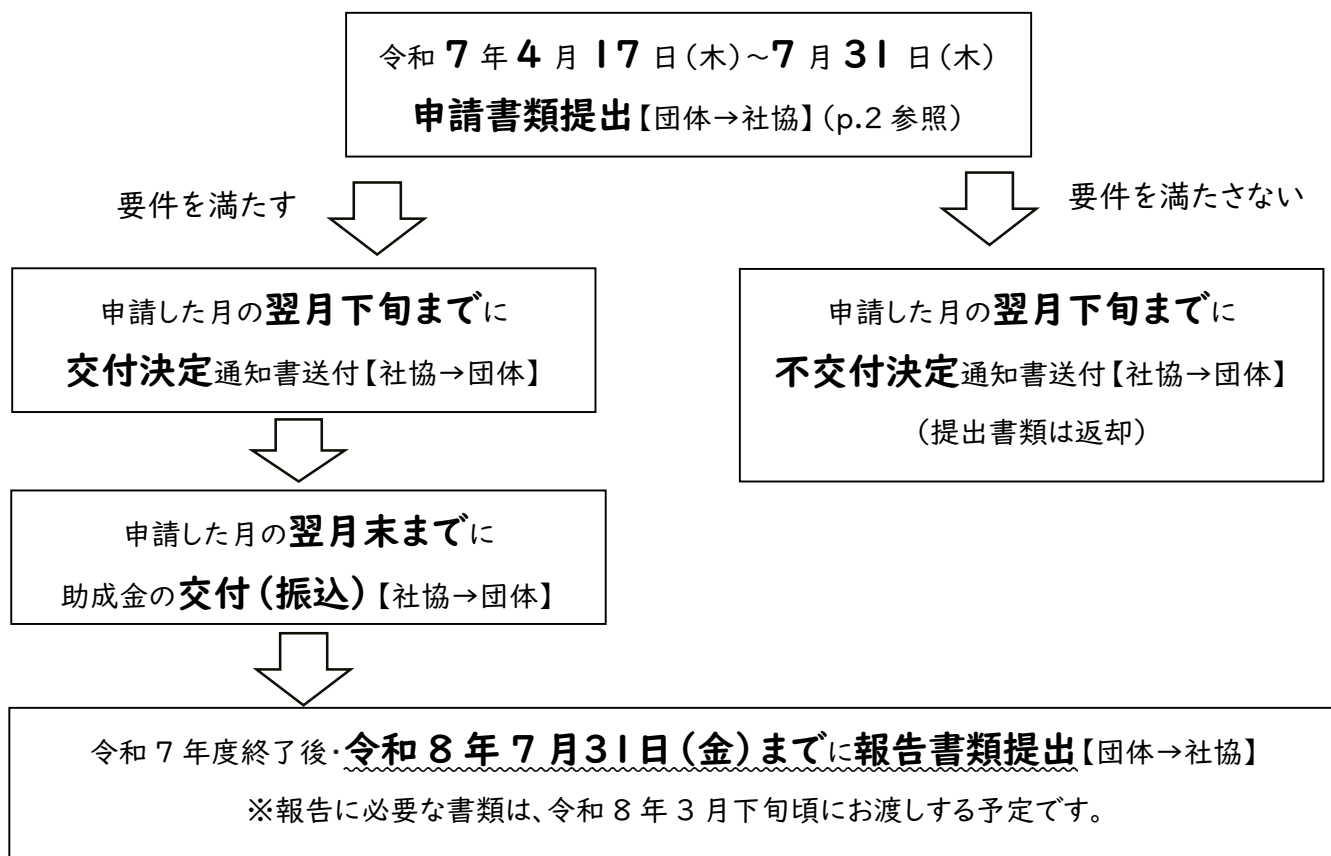 令和 7 年 4 月 17 日(木)～7 月 31 日(木)
申請書類提出【団体→社協】(p.2 参照)
要件を満たす
要件を満たさない
申請した月の翌月下旬までに
交付決定通知書送付【社協→団体】
申請した月の翌月下旬までに
不交付決定通知書送付【社協→団体】
(提出書類は返却)
申請した月の翌月末までに
助成金の交付(振込)【社協→団体】
令和 7 年度終了後・令和 8 年 7 月31日(金)までに報告書類提出【団体→社協】
※報告に必要な書類は、令和 8 年 3 月下旬頃にお渡しする予定です。